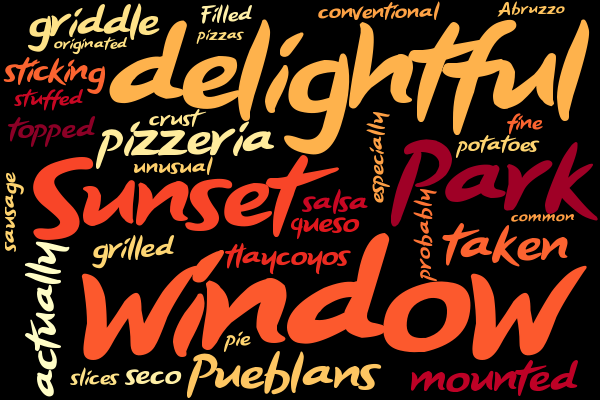 griddle
Filled
conventional
Abruzzo
originated
pizzas
delightful
sticking
stuffed
topped
crust
pizzeria
especially
fine
potatoes
unusual
Park
sausage
Sunset
salsa
queso
probably
common
actually
grilled
tlaycoyos
taken
window
pie
slices
seco
Pueblans
mounted